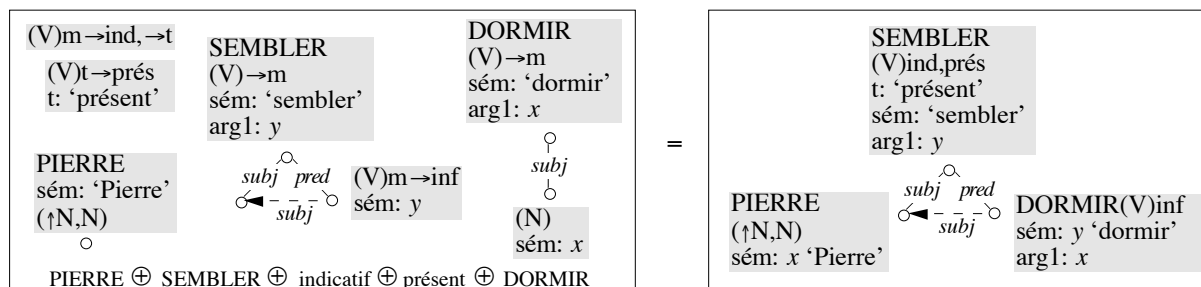 (V)m→ind,→t
(V)t→prés
t: ‘présent’
SEMBLER
(V)→m
sém: ‘sembler’
arg1: y
DORMIR
(V)→m
sém: ‘dormir’
arg1: x
PIERRE
sém: ‘Pierre’
(↑N,N)
subj pred
subj
(V)m→inf
sém: y
subj
(N)
sém: x
PIERRE ⊕ SEMBLER ⊕ indicatif ⊕ présent ⊕ DORMIR
=
SEMBLER
(V)ind,prés
t: ‘présent’
sém: ‘sembler’
arg1: y
subj pred
subj
PIERRE
(↑N,N)
sém: x ‘Pierre’
DORMIR(V)inf
sém: y ‘dormir’
arg1: x